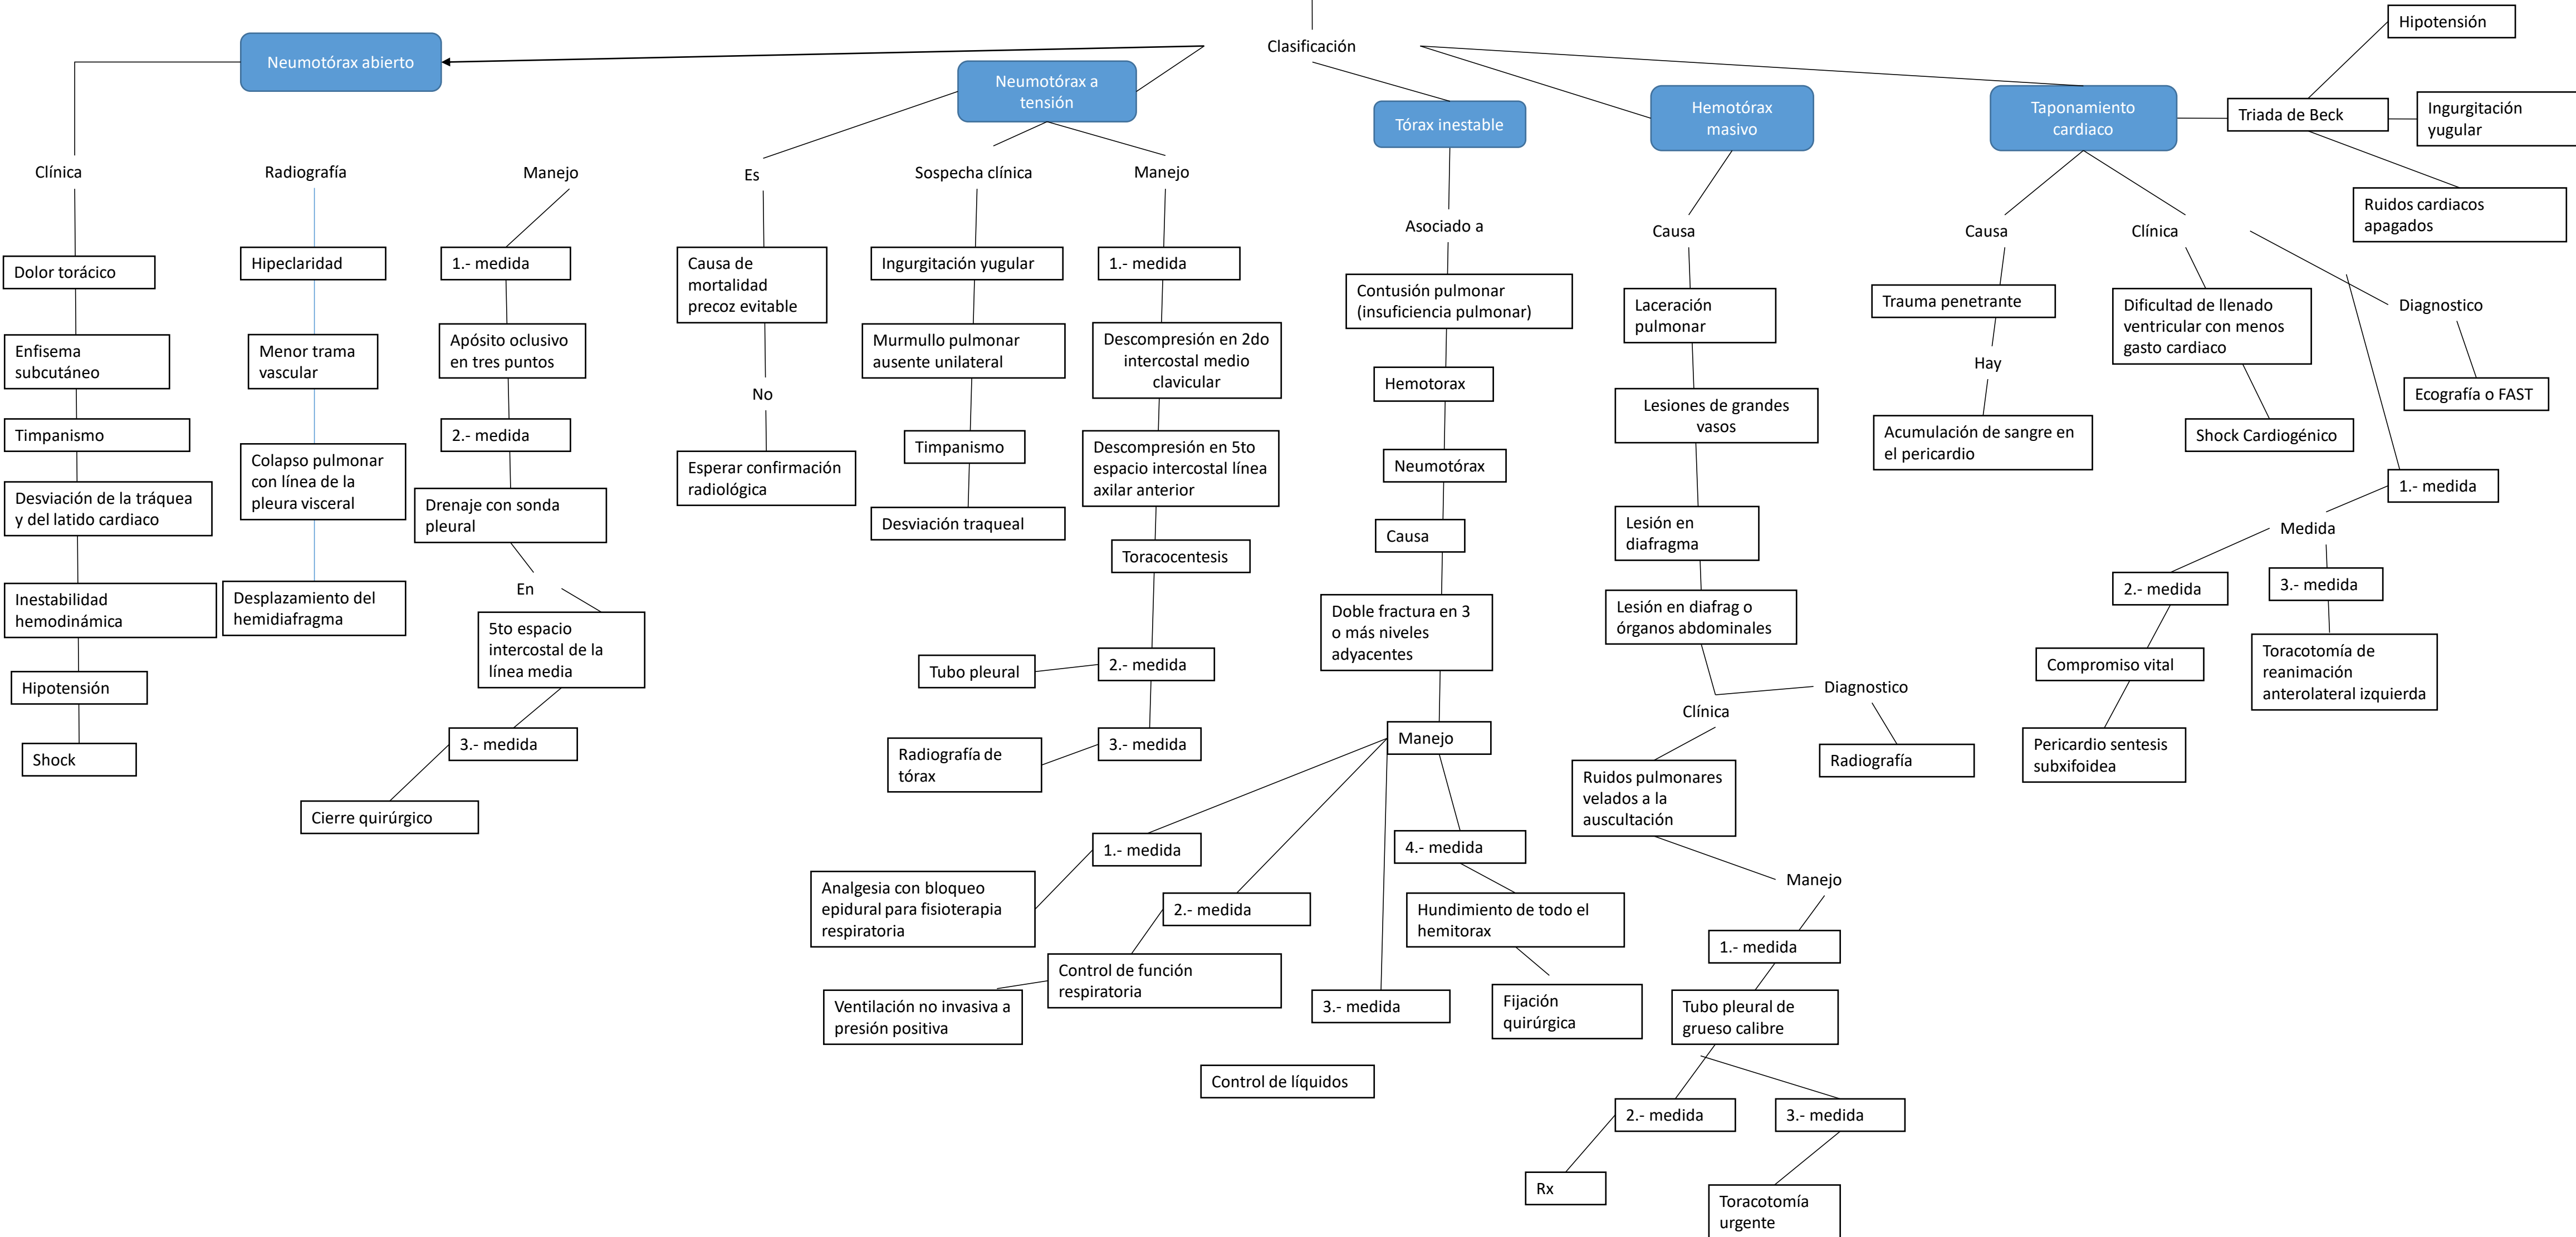 Clasificación
Neumotórax abierto
Clínica
Dolor torácico
Enfisema
subcutáneo
Timpanismo
Desviación de la tráquea
y del latido cardiaco
Inestabilidad
hemodinámica
Hipotensión
Shock
Radiografía
Hipeclaridad
Menor trama
vascular
Colapso pulmonar
con línea de la
pleura visceral
Desplazamiento del
hemidiafragma
Manejo
1.- medida
Apósito oclusivo
en tres puntos
2.- medida
Drenaje con sonda
pleural
En
5to espacio
intercostal de la
línea media
3.- medida
Cierre quirúrgico
Neumotórax a
tensión
Es
Causa de
mortalidad
precoz evitable
No
Esperar confirmación
radiológica
Sospecha clínica
Ingurgitación yugular
Murmullo pulmonar
ausente unilateral
Timpanismo
Desviación traqueal
Manejo
1.- medida
Descompresión en 2do
intercostal medio
clavicular
Descompresión en 5to
espacio intercostal línea
axilar anterior
Toracocentesis
2.- medida
Tubo pleural
3.- medida
Radiografía de
tórax
Tórax inestable
Asociado a
Contusión pulmonar
(insuficiencia pulmonar)
Hemotorax
Neumotórax
Causa
Doble fractura en 3
o más niveles
adyacentes
Manejo
1.- medida
Analgesia con bloqueo
epidural para fisioterapia
respiratoria
2.- medida
Control de función
respiratoria
Ventilación no invasiva a
presión positiva
3.- medida
Control de líquidos
4.- medida
Hundimiento de todo el
hemitorax
Fijación
quirúrgica
Hemotórax
masivo
Causa
Laceración
pulmonar
Lesiones de grandes
vasos
Lesión en
diafragma
Lesión en diafrag o
órganos abdominales
Clínica
Ruidos pulmonares
velados a la
auscultación
Diagnostico
Radiografía
Manejo
1.- medida
Tubo pleural de
grueso calibre
2.- medida
Rx
3.- medida
Toracotomía
urgente
Taponamiento
cardiaco
Triada de Beck
Hipotensión
Ingurgitación
yugular
Ruidos cardiacos
apagados
Causa
Trauma penetrante
Hay
Acumulación de sangre en
el pericardio
Clínica
Dificultad de llenado
ventricular con menos
gasto cardiaco
Shock Cardiogénico
Diagnostico
Ecografía o FAST
1.- medida
Medida
2.- medida
Compromiso vital
Pericardio sentesis
subxifoidea
3.- medida
Toracotomía de
reanimación
anterolateral izquierda